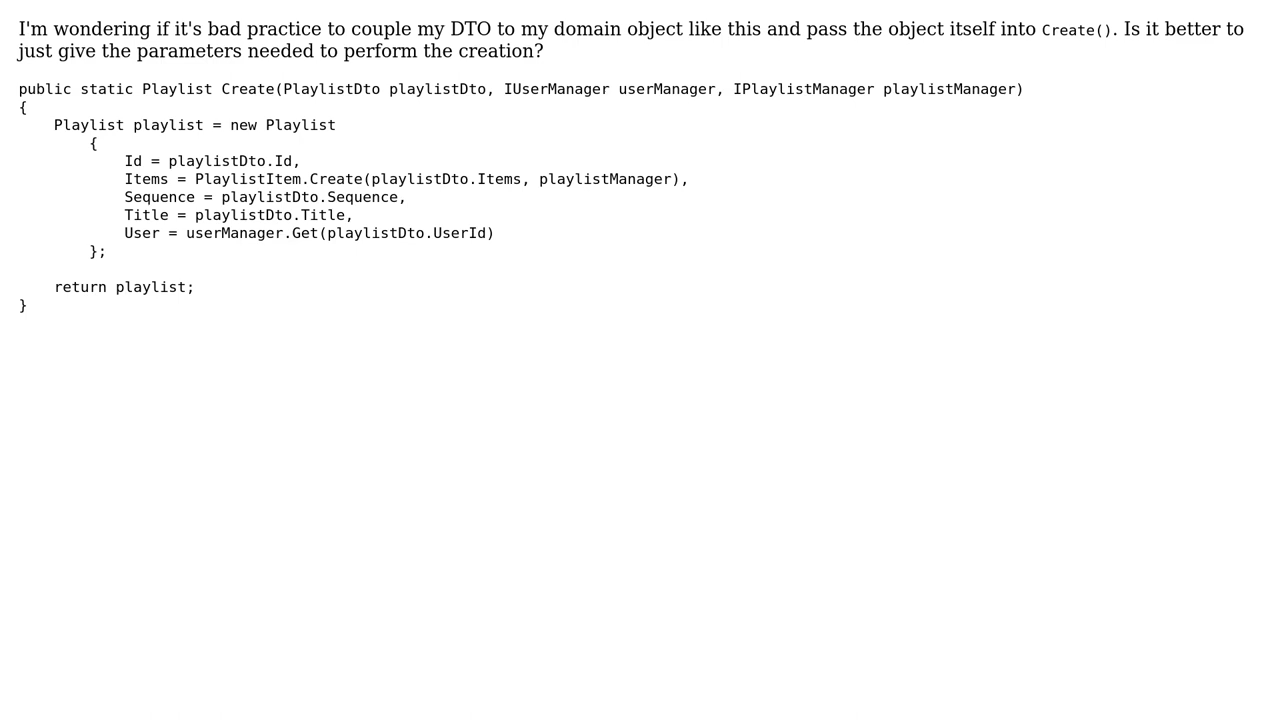 I'm wondering if it's bad practice to couple my DTO to my domain object like this and pass the object itself into Create(). Is it better to
just give the parameters needed to perform the creation?
public static Playlist Create(PlaylistDto playlistDto, IUserManager userManager, IPlaylistManager playlistManager)
{
    Playlist playlist = new Playlist
        {
            Id = playlistDto.Id,
            Items = PlaylistItem.Create(playlistDto.Items, playlistManager),
            Sequence = playlistDto.Sequence,
            Title = playlistDto.Title,
            User = userManager.Get(playlistDto.UserId)
        };
    return playlist;
}